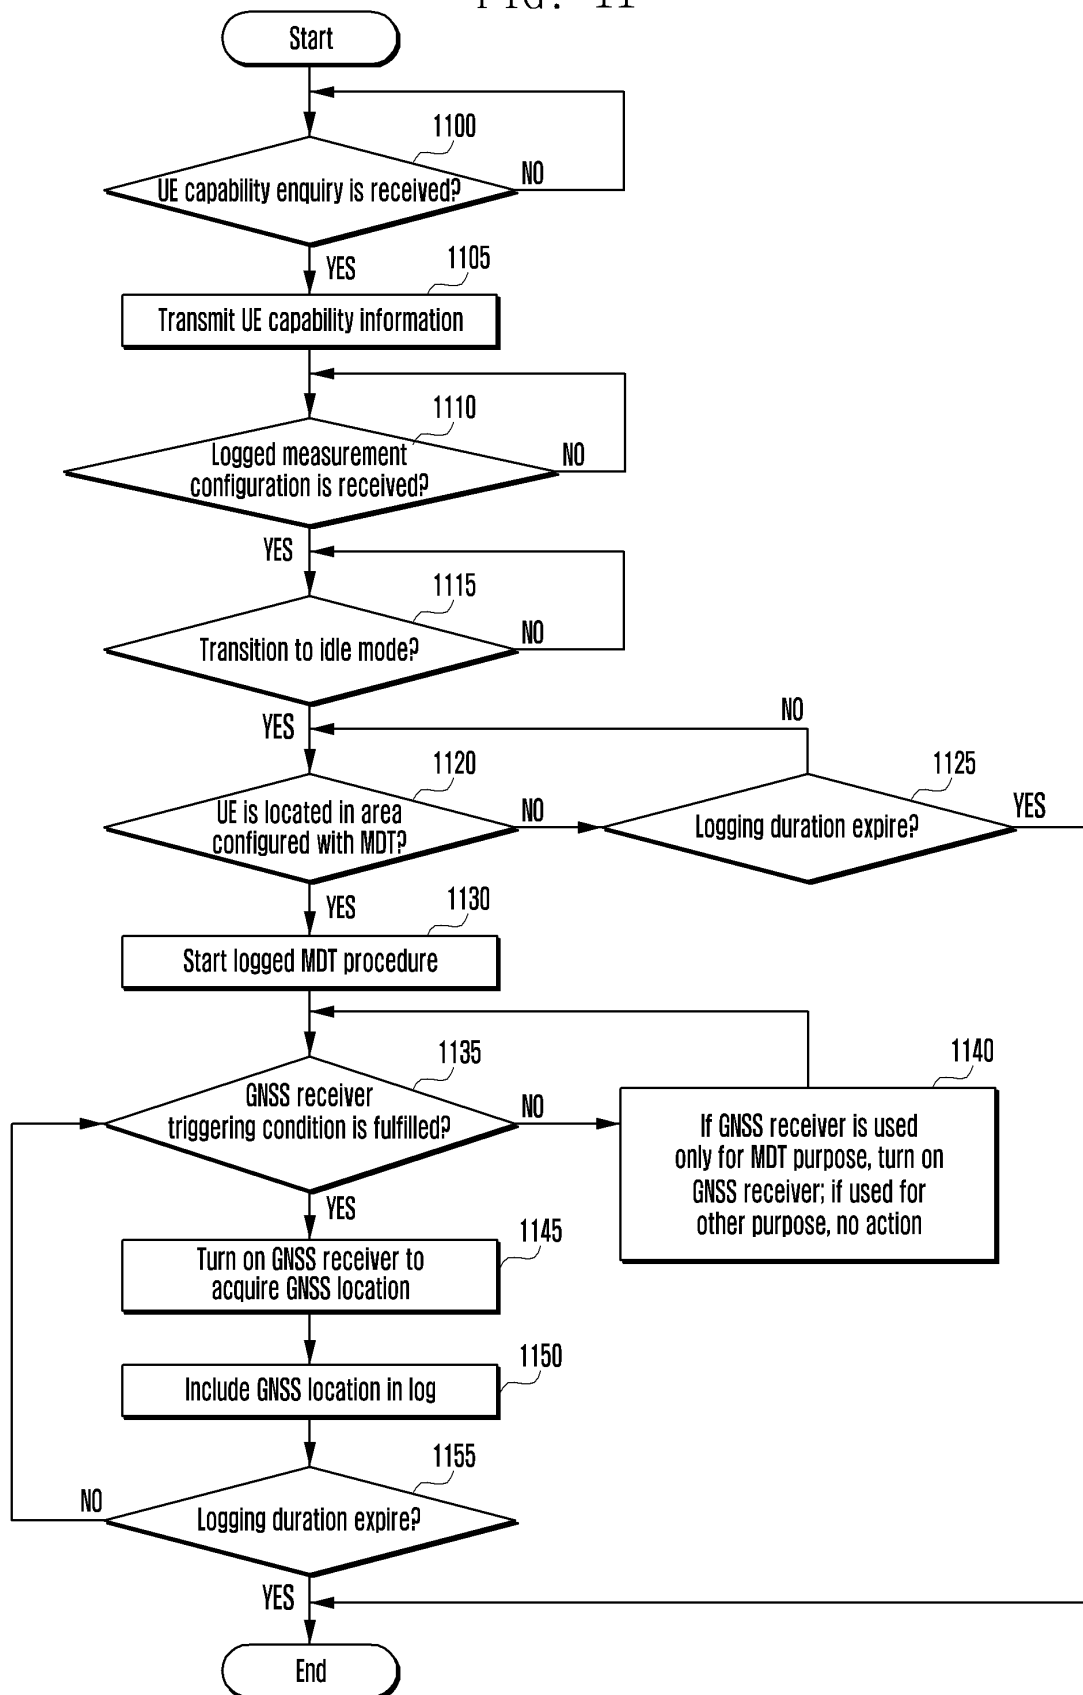 FIG. 11
Start
1100
UE capability enquiry is received?
NO
YES
1105
Transmit UE capability information
1110
Logged measurement
configuration is received?
NO
YES
1115
Transition to idle mode?
NO
YES
NO
1120
UE is located in area
configured with MDT?
NO
1125
Logging duration expire?
YES
YES
1130
Start logged MDT procedure
1135
GNSS receiver
triggering condition is fulfilled?
NO
1140
If GNSS receiver is used
only for MDT purpose, turn on
GNSS receiver; if used for
other purpose, no action
YES
1145
Turn on GNSS receiver to
acquire GNSS location
1150
Include GNSS location in log
1155
Logging duration expire?
NO
YES
End